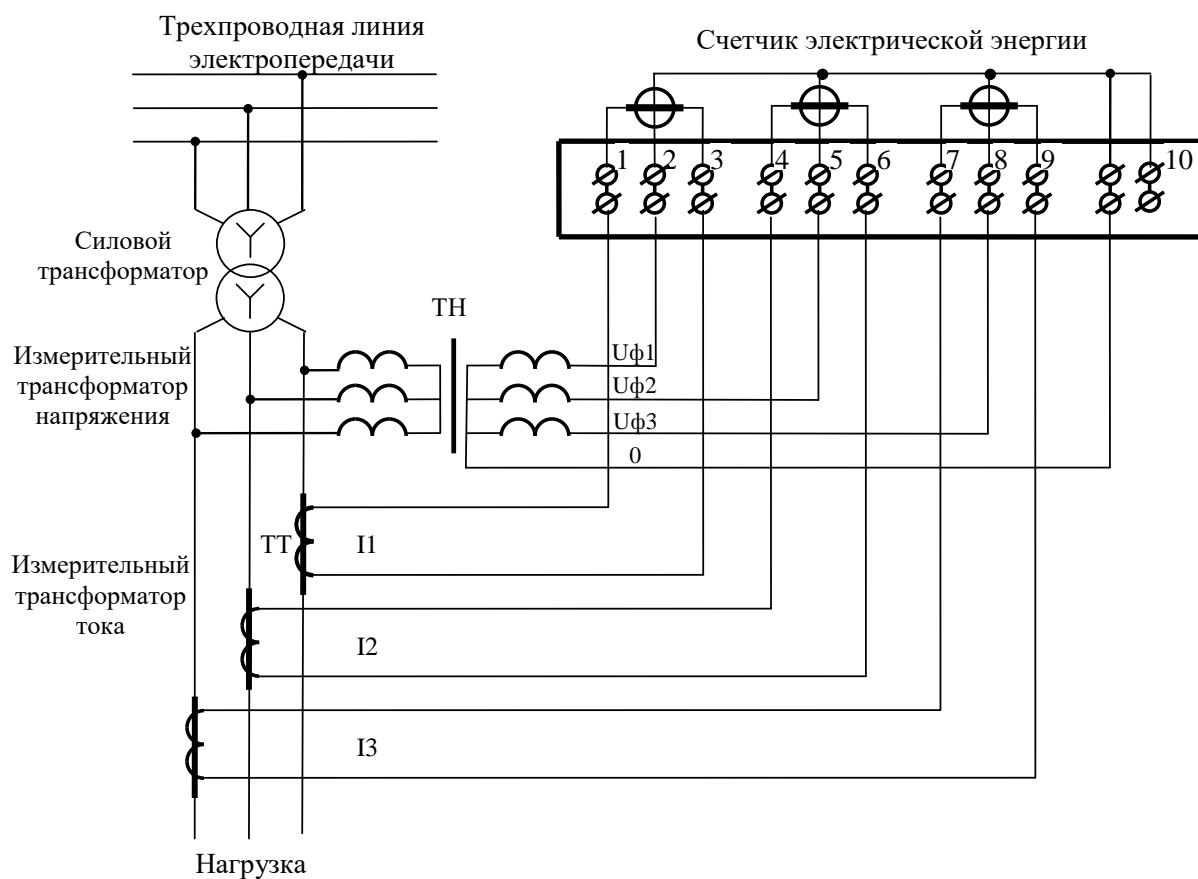 Трехпроводная линия
электропередачи
Счетчик электрической энергии
1 2 3 4 5 6 7 8 9 10
Силовой
трансформатор
ТН
Измерительный
трансформатор
напряжения
Uф1
Uф2
Uф3
0
ТТ
I1
Измерительный
трансформатор
тока
I2
I3
Нагрузка